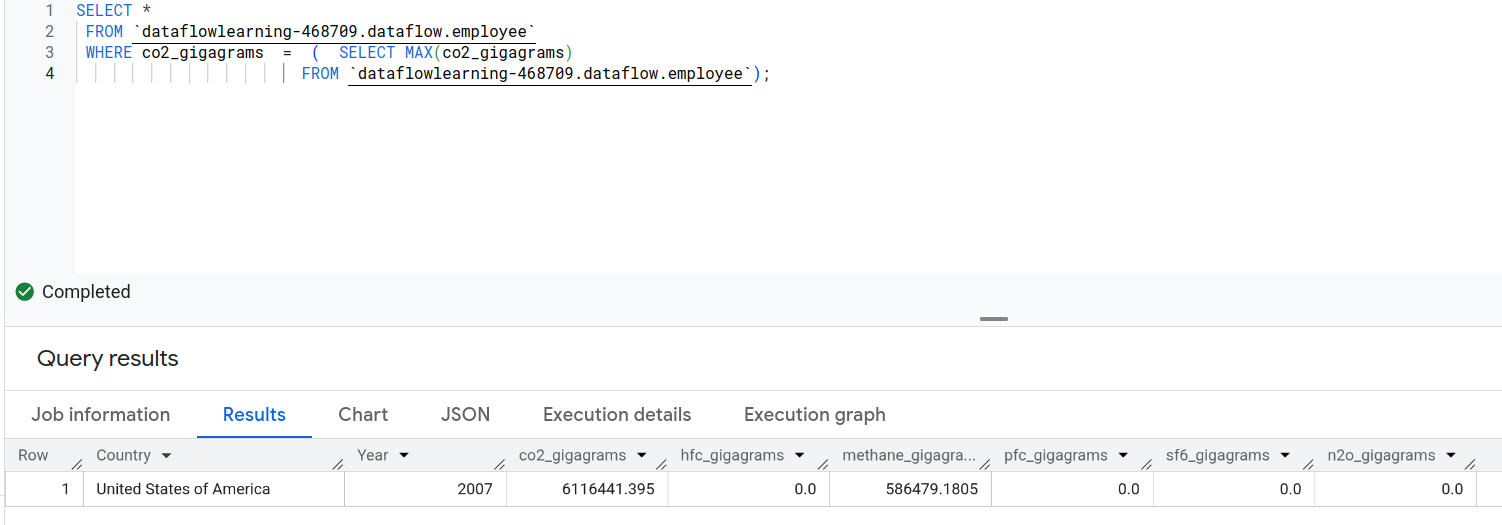 1 SELECT *
2 FROM `dataflowlearning-468709.dataflow.employee`
3 WHERE co2_gigagrams = ( SELECT MAX(co2_gigagrams)
4 FROM `dataflowlearning-468709.dataflow.employee`);
Completed
Query results
Job information Results Chart JSON Execution details Execution graph
Row Country Year co2_gigagrams hfc_gigagrams methane_gigagra... pfc_gigagrams sf6_gigagrams n2o_gigagrams
1 United States of America 2007 6116441.395 0.0 586479.1805 0.0 0.0 0.0